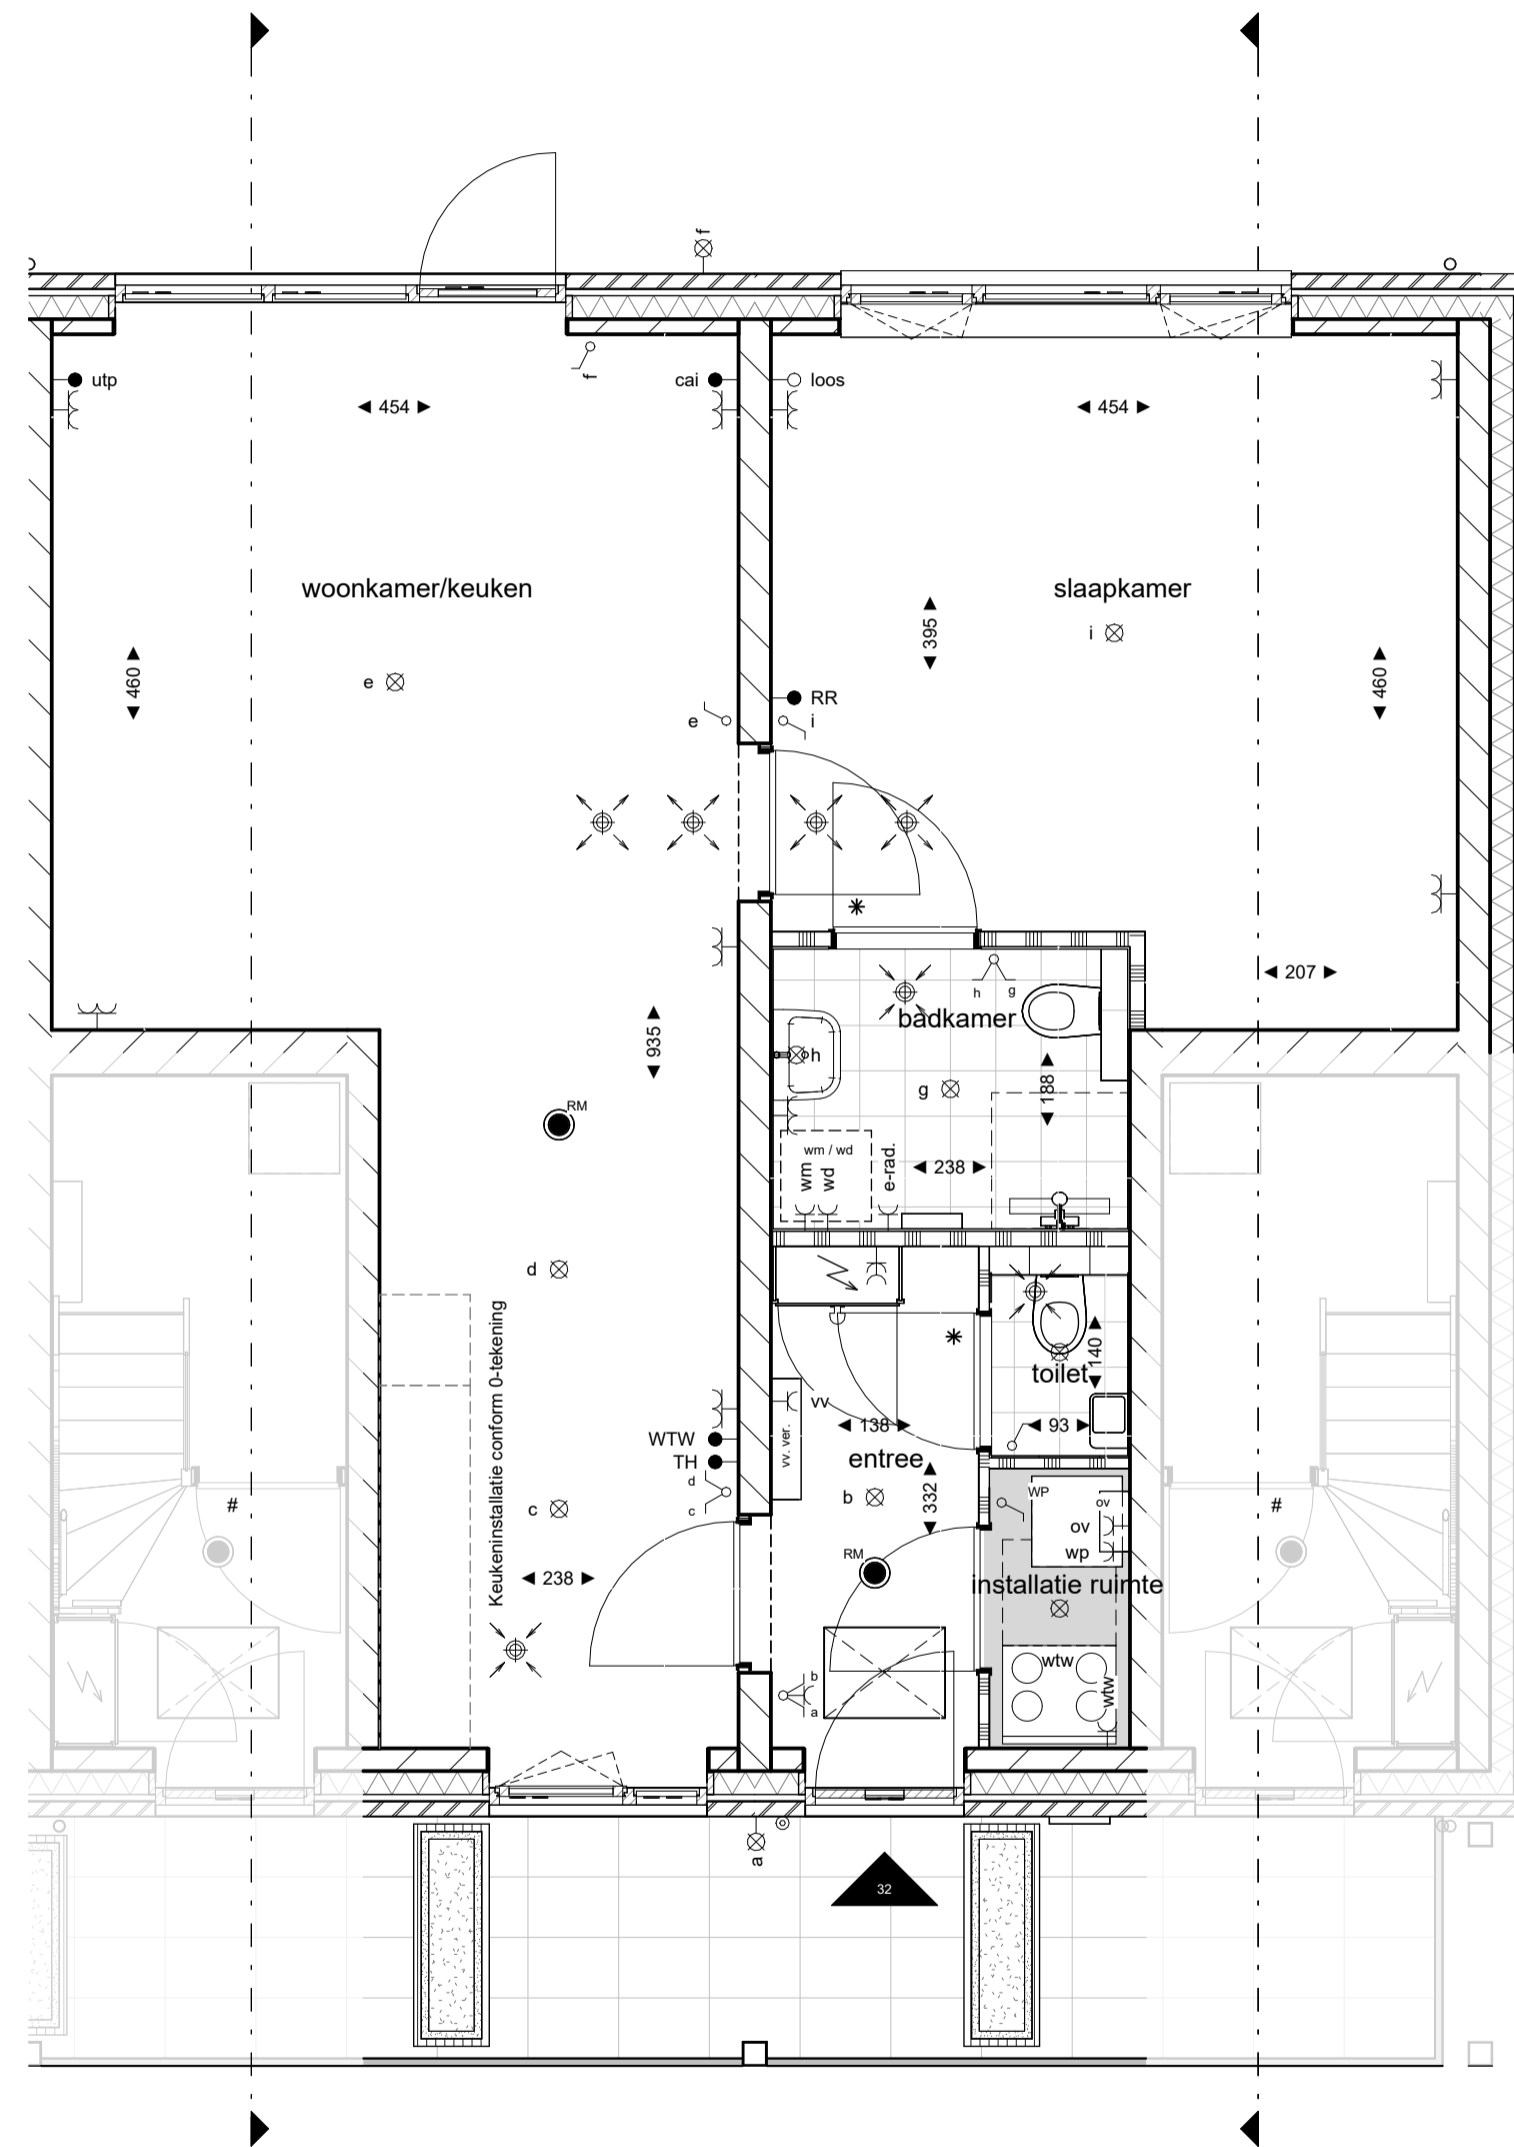 f
utp
f
cai
loos
454
454
woonkamer/keuken
slaapkamer
395
i
460
e
460
RR
e
i
207
h
g
badkamer
935
h
g
188
RM
wm / wd
wm
wd
e-rad.
238
d
Keukeninstallatie conform 0-tekening
140
toilet
vv
vv. ver.
138
93
WTW
entree
TH
d
c
332
WP
ov
b
c
#
#
ov
wp
RM
238
installatie ruimte
wtw
wtw
b
a
a
32